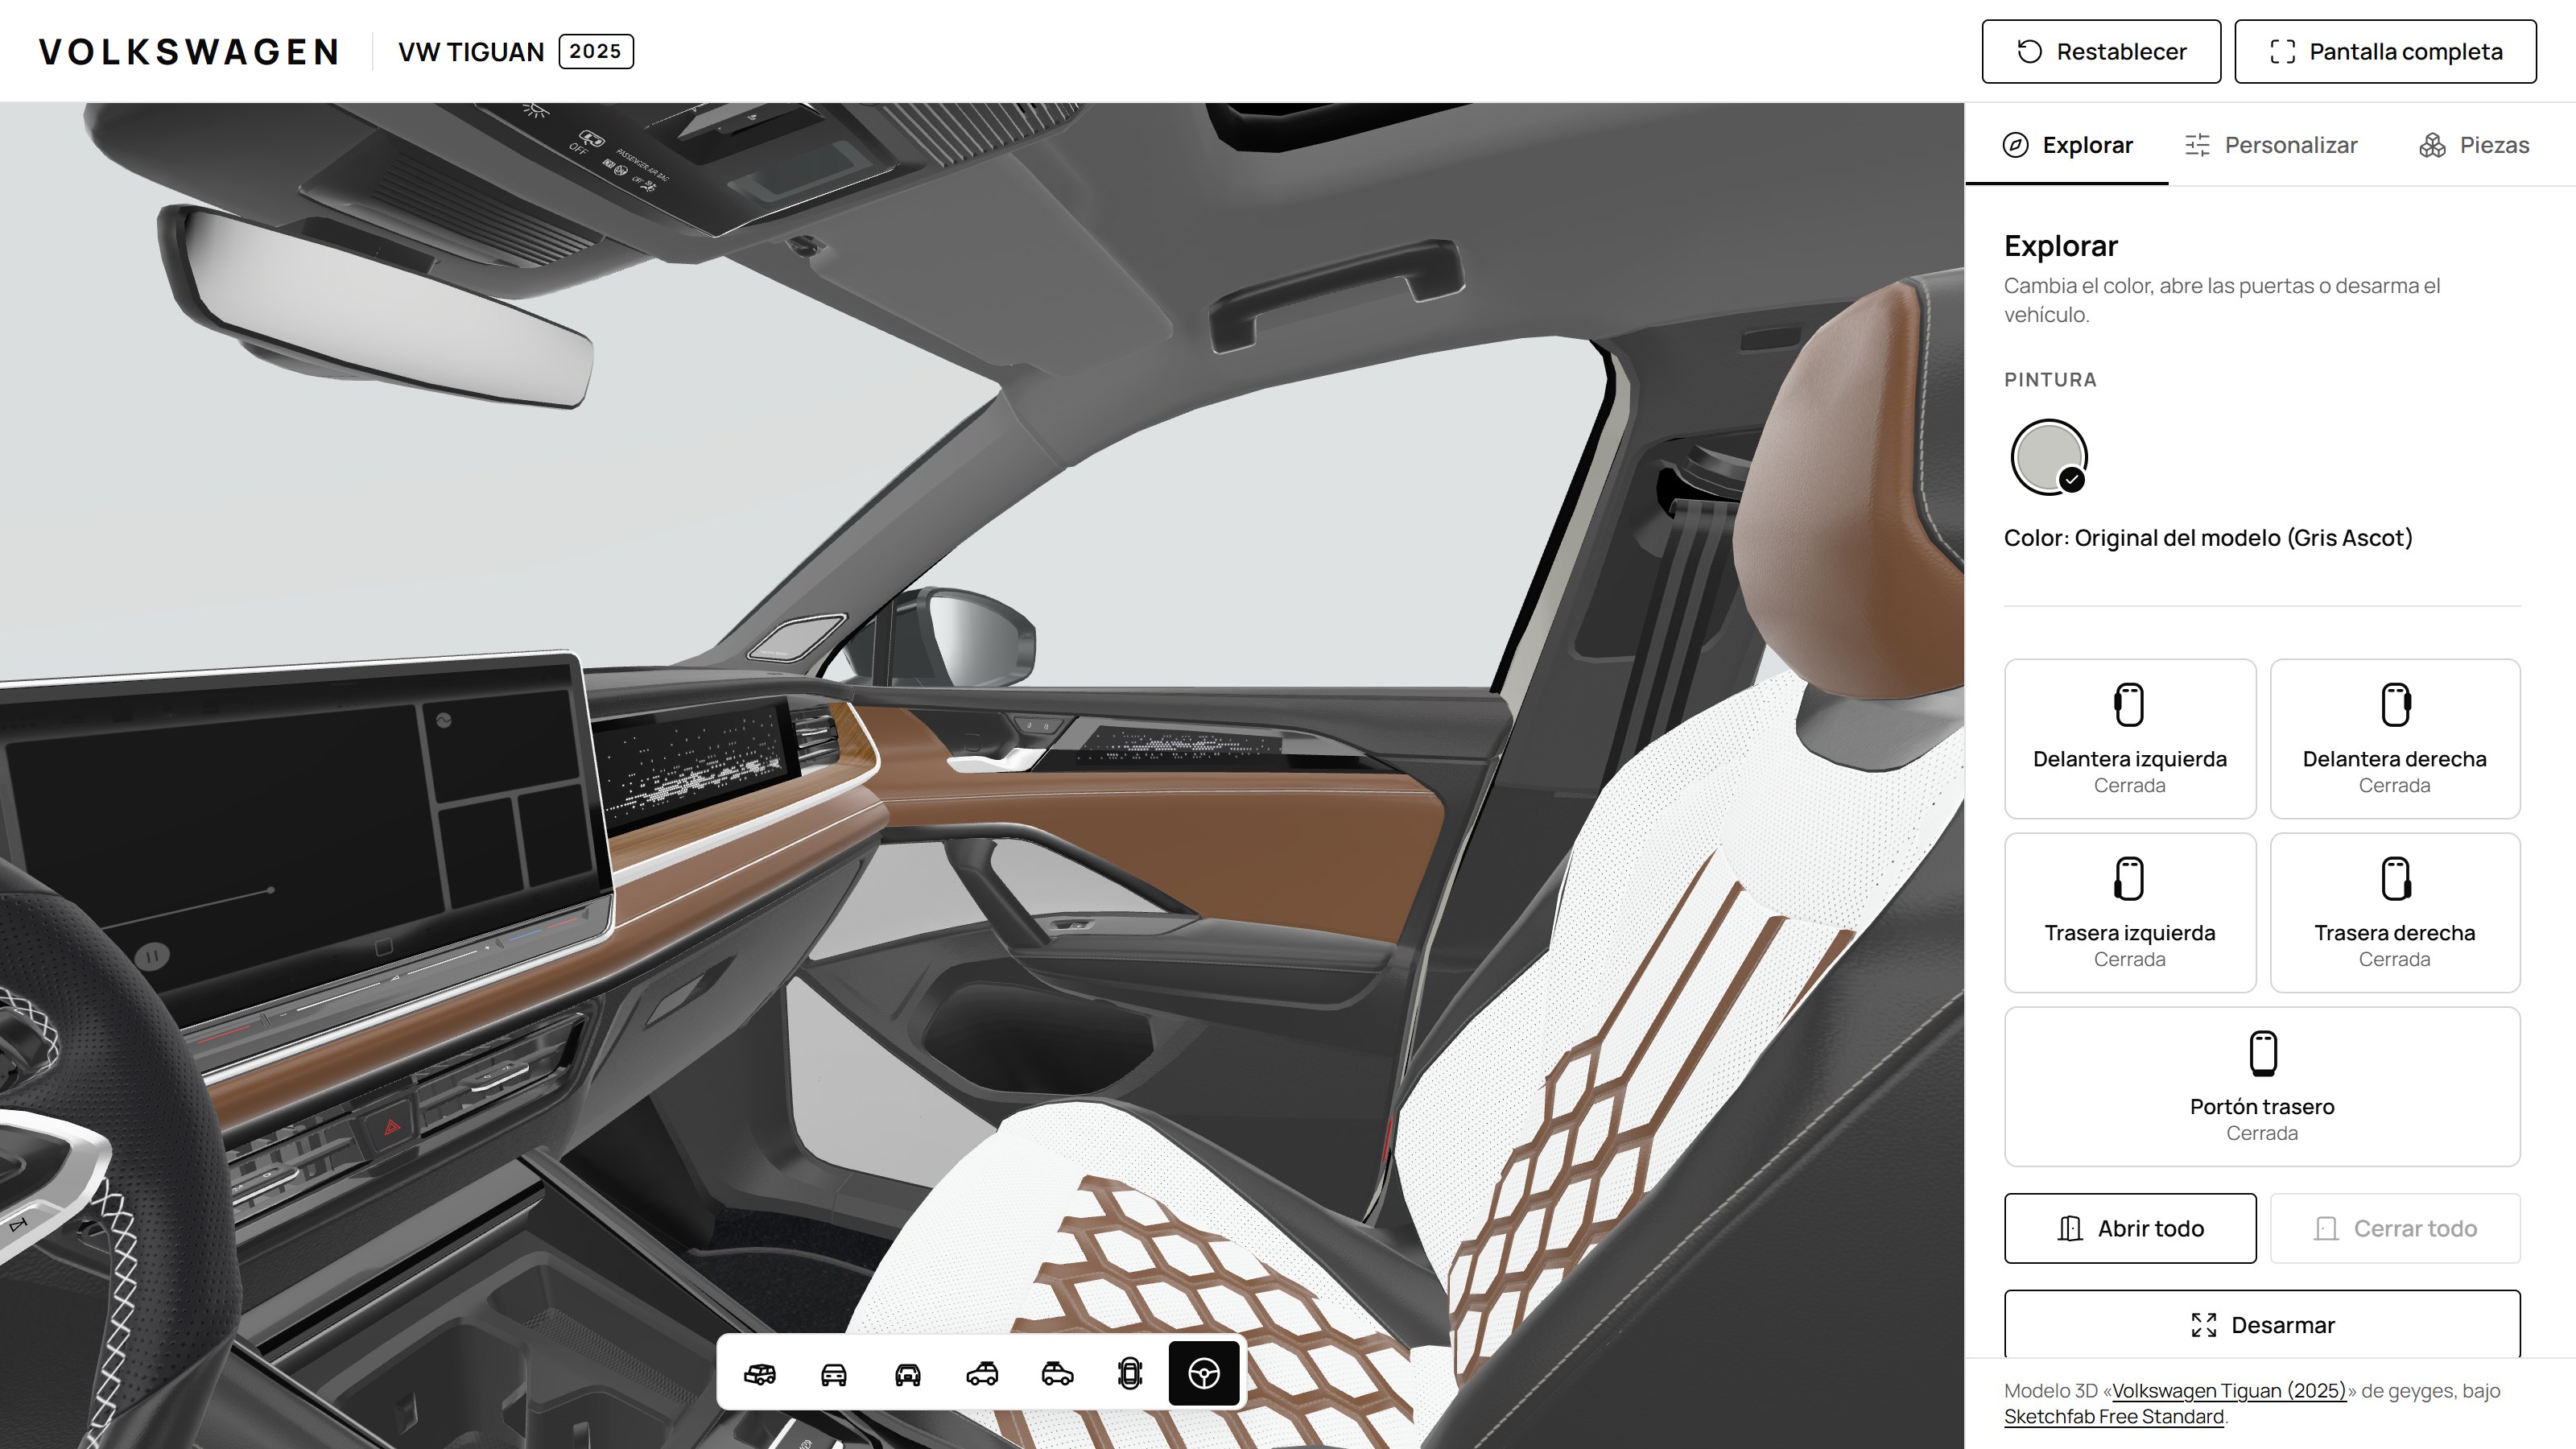 VOLKSWAGEN
VW TIGUAN
2025
Restablecer
Pantalla completa
Explorar
Personalizar
Piezas
OFF
PASSENGER AIR BAG
Explorar
Cambia el color, abre las puertas o desarma el
vehículo.
PINTURA
Color: Original del modelo (Gris Ascot)
Delantera izquierda
Cerrada
Delantera derecha
Cerrada
Trasera izquierda
Cerrada
Trasera derecha
Cerrada
Portón trasero
Cerrada
Abrir todo
Cerrar todo
Desarmar
Modelo 3D «Volkswagen Tiguan (2025)» de geyges, bajo
Sketchfab Free Standard.